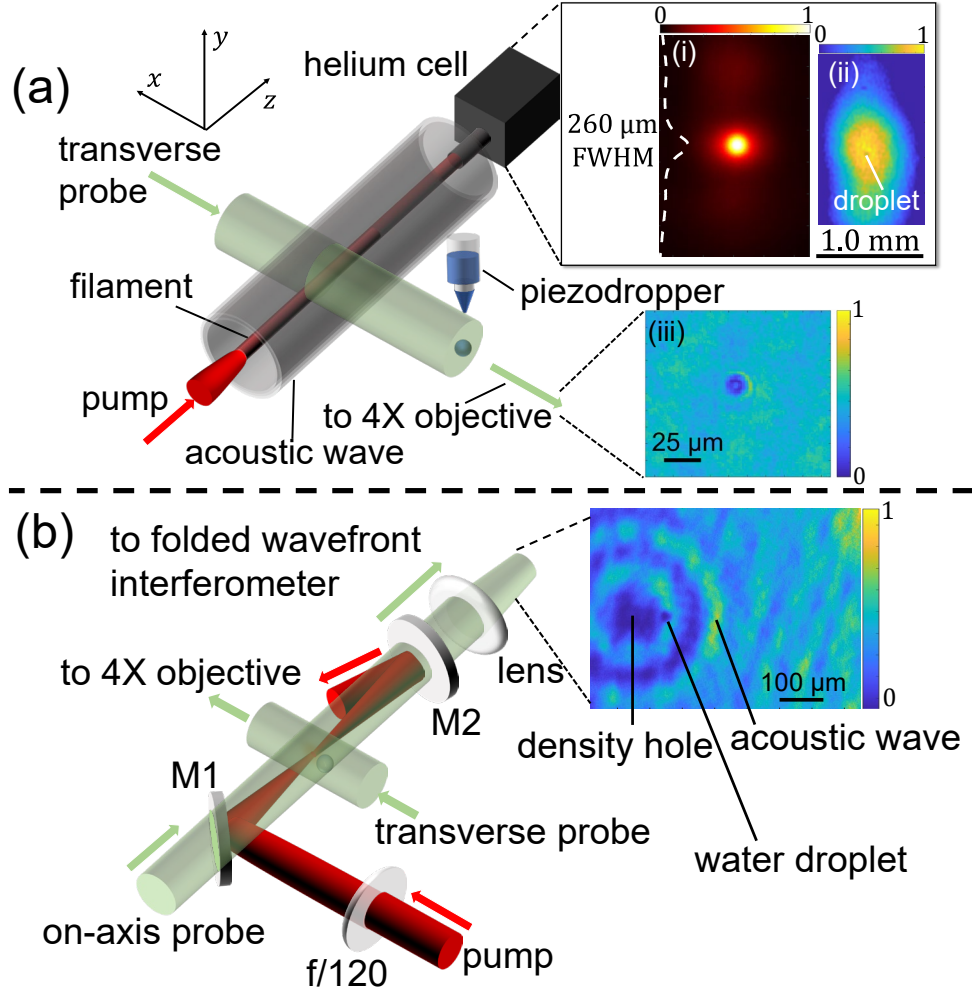 (a)
y
x
z
helium cell
0
1
(i)
0
1
(ii)
260 μm
FWHM
droplet
1.0 mm
transverse
probe
filament
piezodropper
pump
to 4X objective
acoustic wave
(iii)
25 μm
1
0
(b)
to folded wavefront
interferometer
to 4X objective
lens
M2
M1
transverse probe
on-axis probe
f/120
pump
1
0
100 μm
density hole
acoustic wave
water droplet